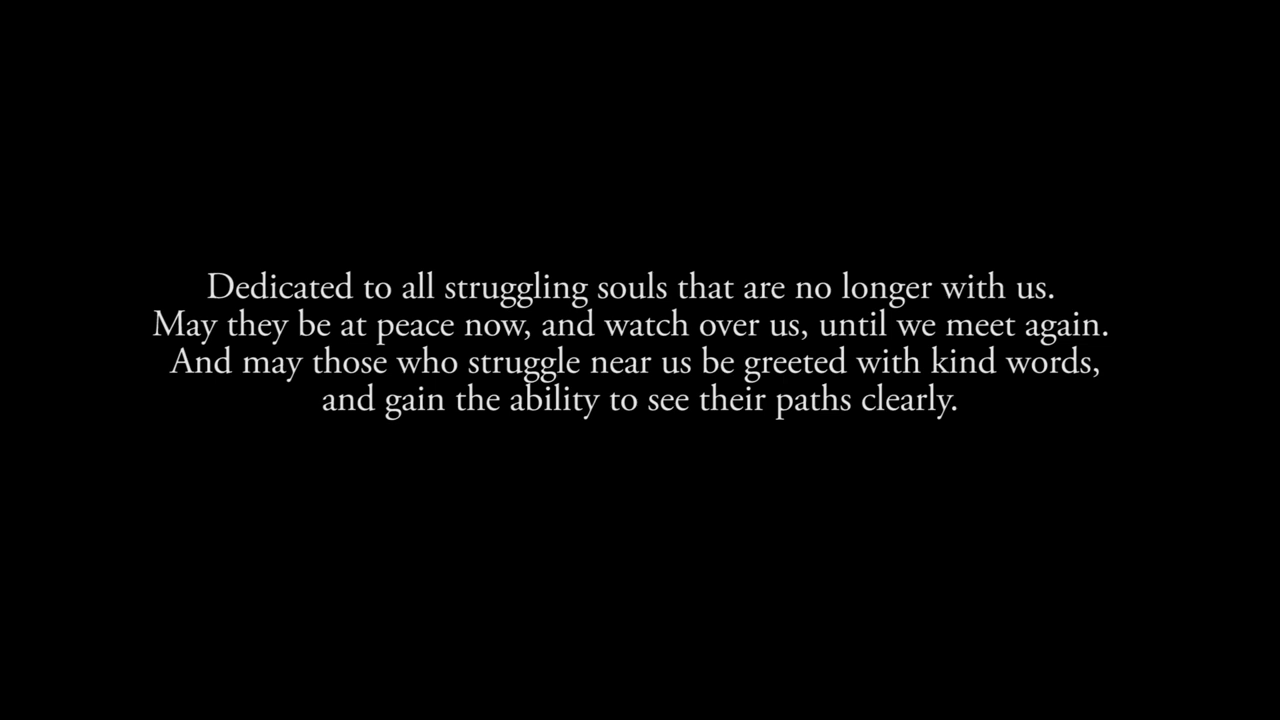 Dedicated to all struggling souls that are no longer with us.
May they be at peace now, and watch over us, until we meet again.
And may those who struggle near us be greeted with kind words,
and gain the ability to see their paths clearly.